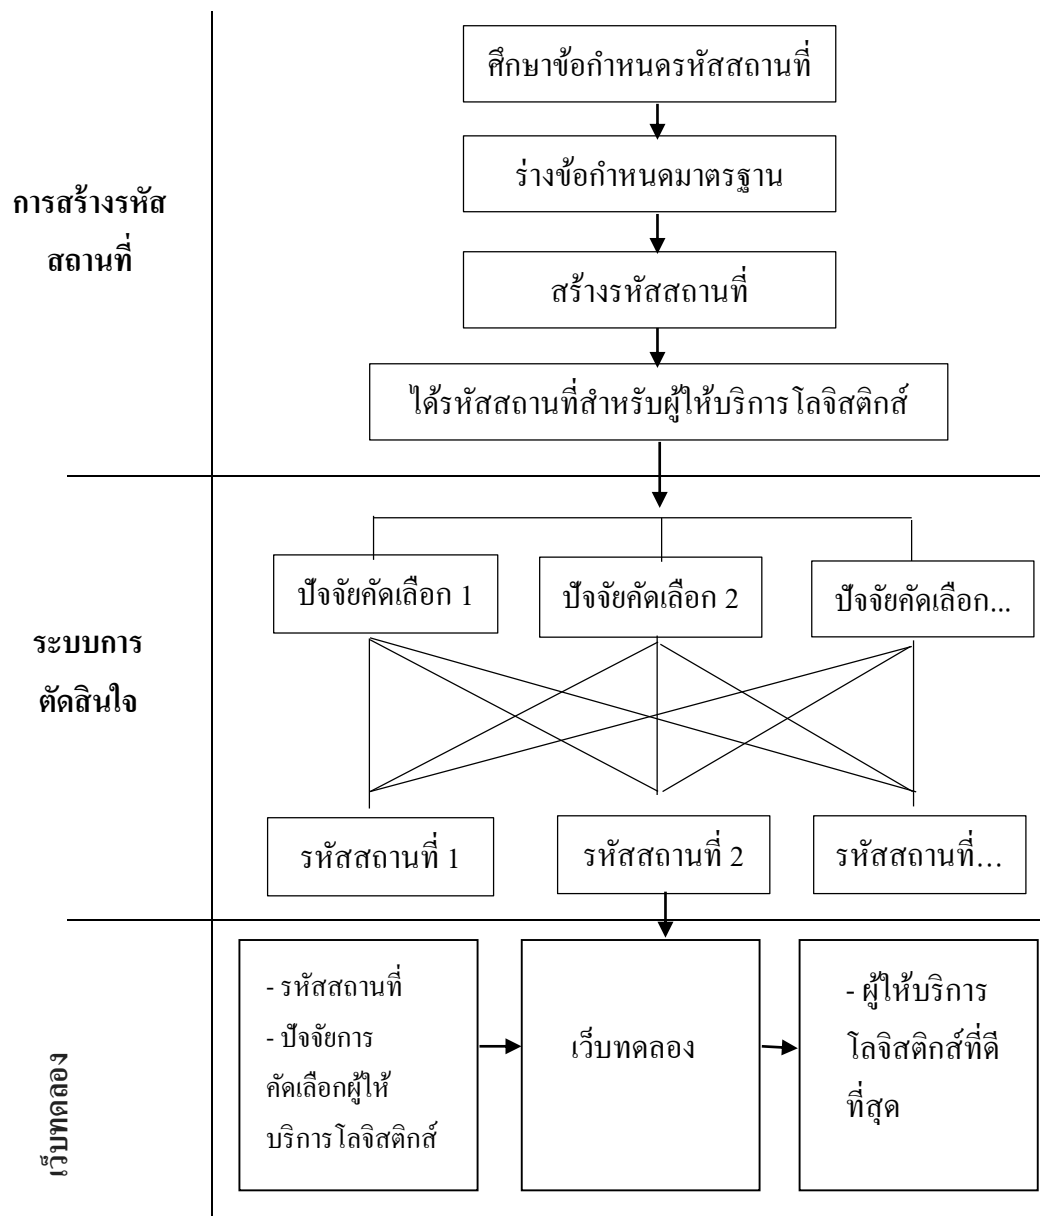 ศึกษาข้อกำหนดรหัสสถานที่
ร่างข้อกำหนดมาตรฐาน
การสร้างรหัส
สถานที่
สร้างรหัสสถานที่
ได้รหัสสถานที่สำหรับผู้ให้บริการโลจิสติกส์
ปัจจัยคัดเลือก 1
ปัจจัยคัดเลือก 2
ปัจจัยคัดเลือก...
ระบบการ
ตัดสินใจ
รหัสสถานที่ 1
รหัสสถานที่ 2
รหัสสถานที่...
เว็บทดลอง
- รหัสสถานที่
- ปัจจัยการ
คัดเลือกผู้ให้
บริการโลจิสติกส์
เว็บทดลอง
- ผู้ให้บริการ
โลจิสติกส์ที่ดี
ที่สุด